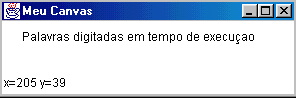 Meu Canvas
Palavras digitadas em tempo de execuçao
x=205 y=39